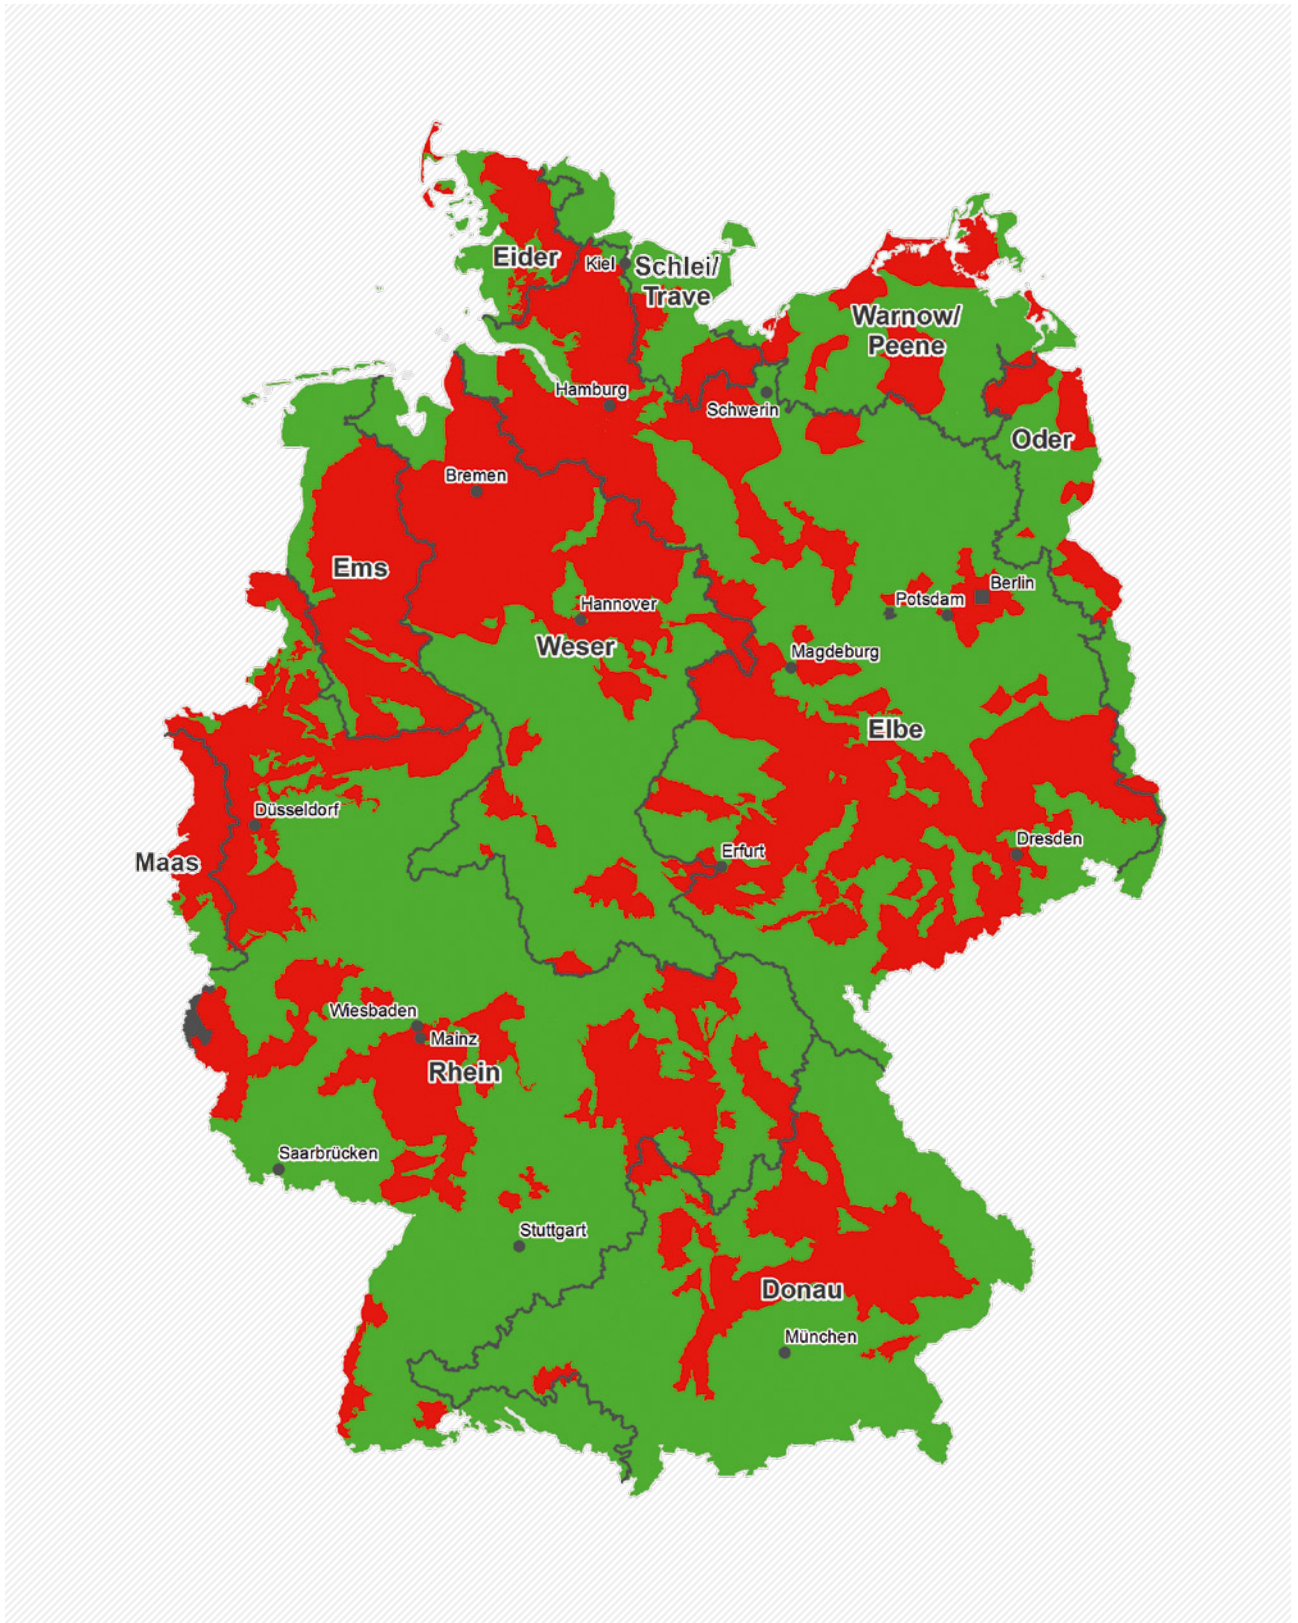 Eider
Kiel
Schlei/
Trave
Warnow/
Peene
Hamburg
Schwerin
Oder
Bremen
Ems
Berlin
Hannover
Potsdam
Weser
Magdeburg
Elbe
Düsseldorf
Dresden
Maas
Erfurt
Wiesbaden
Mainz
Rhein
Saarbrücken
Stuttgart
Donau
München